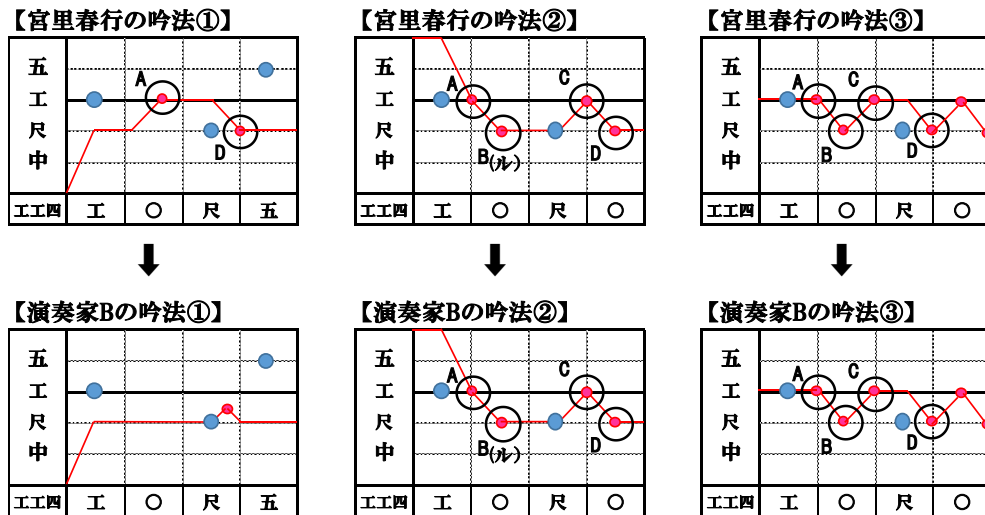 【宮里春行の吟法①】
五
工
尺
中
A
D
工工四 工 〇 尺 五
【宮里春行の吟法②】
五
工
尺
中
A
B(ル)
C
D
工工四 工 〇 尺 〇
【宮里春行の吟法③】
五
工
尺
中
A
B
C
D
工工四 工 〇 尺 〇
【演奏家Bの吟法①】
五
工
尺
中
工工四 工 〇 尺 五
【演奏家Bの吟法②】
五
工
尺
中
A
B(ル)
C
D
工工四 工 〇 尺 〇
【演奏家Bの吟法③】
五
工
尺
中
A
B
C
D
工工四 工 〇 尺 〇